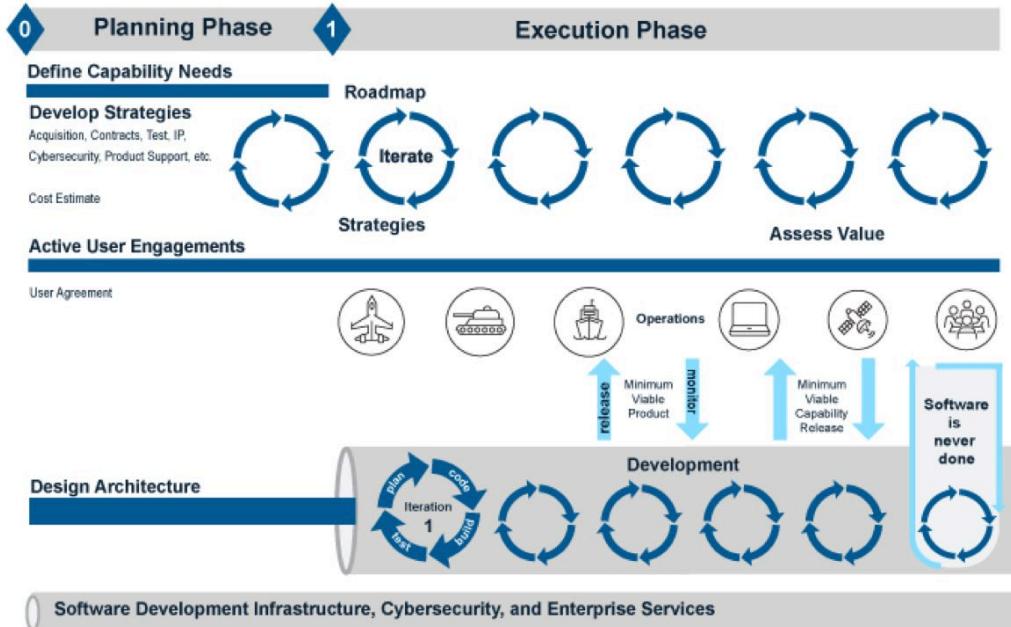 0
Planning Phase
1
Execution Phase
Define Capability Needs
Roadmap
Develop Strategies
Acquisition, Contracts, Test, IP,
Cybersecurity, Product Support, etc.
Iterate
Cost Estimate
Strategies
Assess Value
Active User Engagements
User Agreement
Operations
release
Minimum
Viable
Product
monitor
Minimum
Viable
Capability
Release
Software
is
never
done
Development
Design Architecture
plan
code
Iteration
1
test
build
Software Development Infrastructure, Cybersecurity, and Enterprise Services